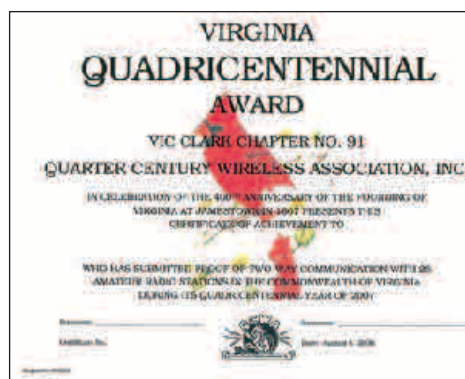 VIRGINIA
QUADRICENTENNIAL
AWARD
VIC CLARK CHAPTER NO. 91
QUARTER CENTURY WIRELESS ASSOCIATION, INC
IN CELEBRATION OF THE 400TH ANNIVERSARY OF THE FOUNDING OF
VIRGINIA AT JAMESTOWN IN 1607 PRESENTS THIS
CERTIFICATE OF ACHIEVEMENT TO
WHO HAS SUBMITTED PROOF OF TWO WAY COMMUNICATION WITH 25
AMATEUR RADIO STATIONS IN THE COMMONWEALTH OF VIRGINIA
DURING ITS QUADRICENTENNIAL YEAR OF 2007
Certificate No.